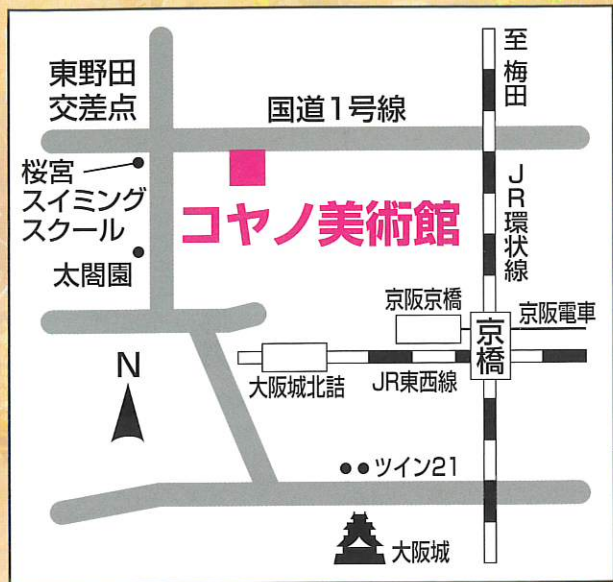 東野田
交差点
国道1号線
至梅田
桜宮
スイミング
スクール
コヤノ美術館
JR環状線
太閤園
京阪京橋
京阪電車
京橋
N
大阪城北詰
JR東西線
ツイン21
大阪城